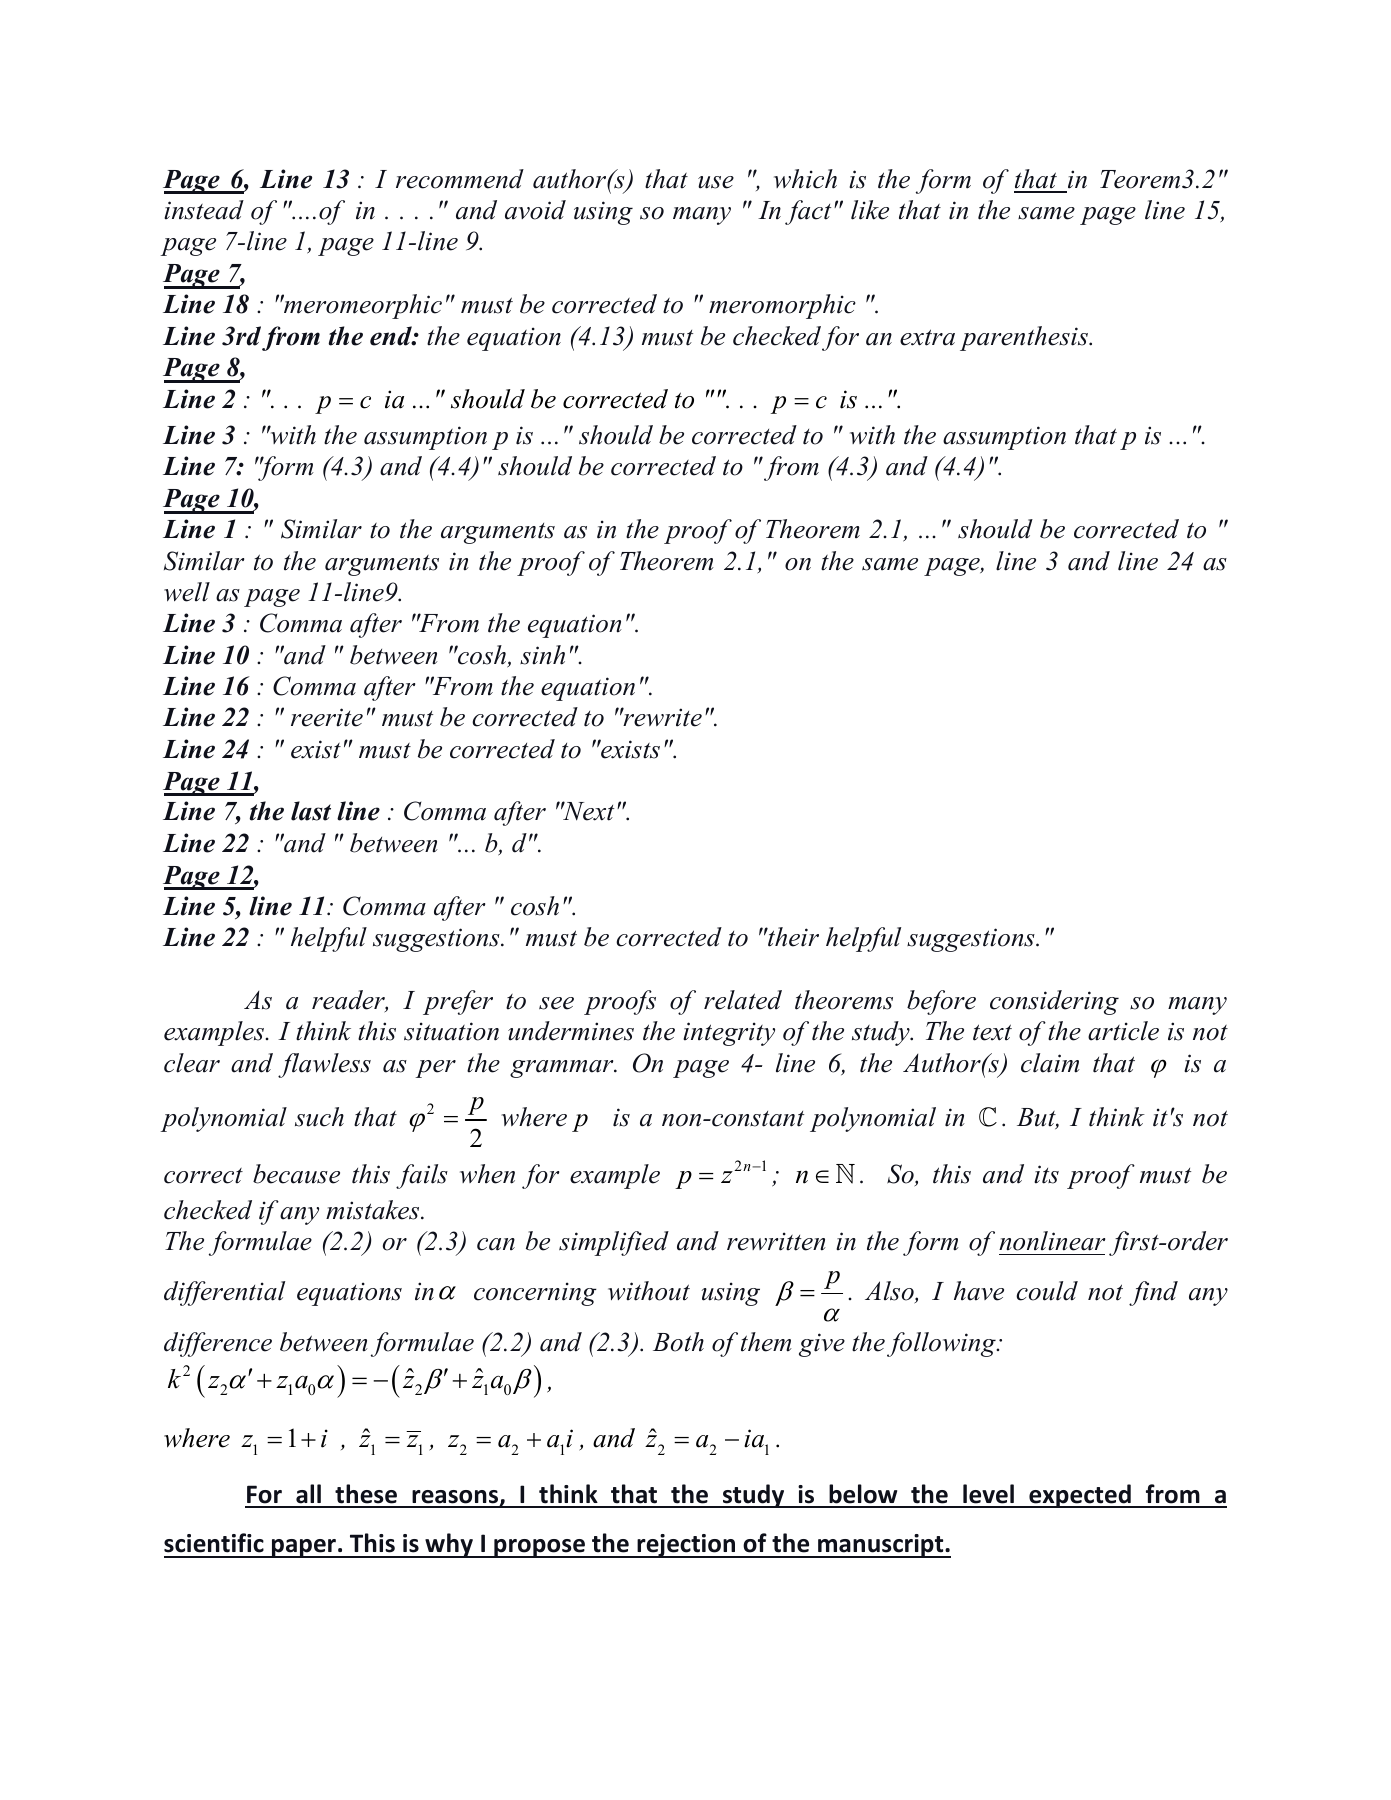 Page 6, Line 13 : I recommend author(s) that use ", which is the form of that in Teorem3.2"
instead of "....of in . . . ." and avoid using so many " In fact" like that in the same page line 15,
page 7-line 1, page 11-line 9.
Page 7,
Line 18 : "meromeorphic" must be corrected to " meromorphic ".
Line 3rd from the end: the equation (4.13) must be checked for an extra parenthesis.
Page 8,
Line 2 : ". . . p = c ia ..." should be corrected to "". . . p = c is ...".
Line 3 : "with the assumption p is ..." should be corrected to " with the assumption that p is ...".
Line 7: "form (4.3) and (4.4)" should be corrected to " from (4.3) and (4.4)".
Page 10,
Line 1 : " Similar to the arguments as in the proof of Theorem 2.1, ..." should be corrected to "
Similar to the arguments in the proof of Theorem 2.1," on the same page, line 3 and line 24 as
well as page 11-line9.
Line 3 : Comma after "From the equation".
Line 10 : "and " between "cosh, sinh".
Line 16 : Comma after "From the equation".
Line 22 : " reerite" must be corrected to "rewrite".
Line 24 : " exist" must be corrected to "exists".
Page 11,
Line 7, the last line : Comma after "Next".
Line 22 : "and " between "... b, d".
Page 12,
Line 5, line 11: Comma after " cosh".
Line 22 : " helpful suggestions." must be corrected to "their helpful suggestions."
As a reader, I prefer to see proofs of related theorems before considering so many
examples. I think this situation undermines the integrity of the study. The text of the article is not
clear and flawless as per the grammar. On page 4- line 6, the Author(s) claim that φ is a
polynomial such that φ² = p/2 where p is a non-constant polynomial in ℂ. But, I think it's not
correct because this fails when for example p = z^{2n−1}; n ∈ ℕ. So, this and its proof must be
checked if any mistakes.
The formulae (2.2) or (2.3) can be simplified and rewritten in the form of nonlinear first-order
differential equations in α concerning without using β = p/α. Also, I have could not find any
difference between formulae (2.2) and (2.3). Both of them give the following:
k²(z₂α′ + z₁a₀α) = −(ẑ₂β′ + ẑ₁a₀β),
where z₁ = 1 + i , ẑ₁ = z̅₁, z₂ = a₂ + a₁i, and ẑ₂ = a₂ − ia₁.
For all these reasons, I think that the study is below the level expected from a
scientific paper. This is why I propose the rejection of the manuscript.